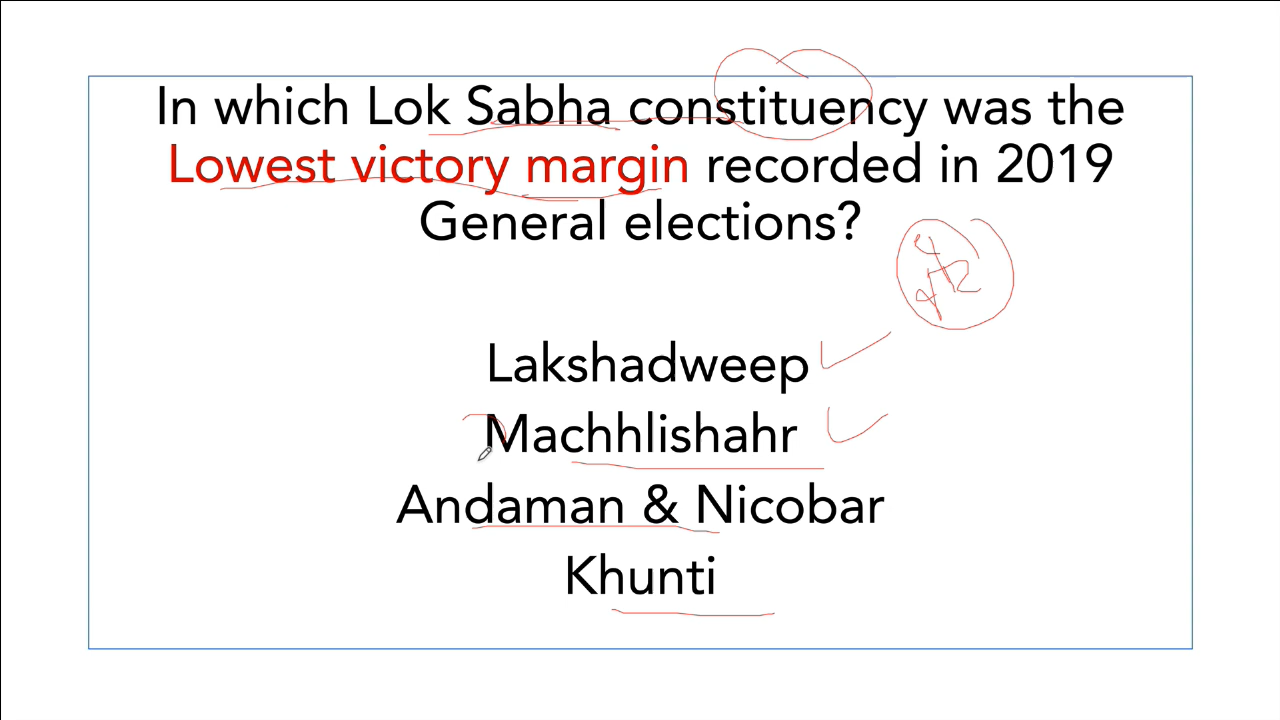 In which Lok Sabha constituency was the
Lowest victory margin recorded in 2019
General elections?
Lakshadweep
Machhlishahr
Andaman & Nicobar
Khunti